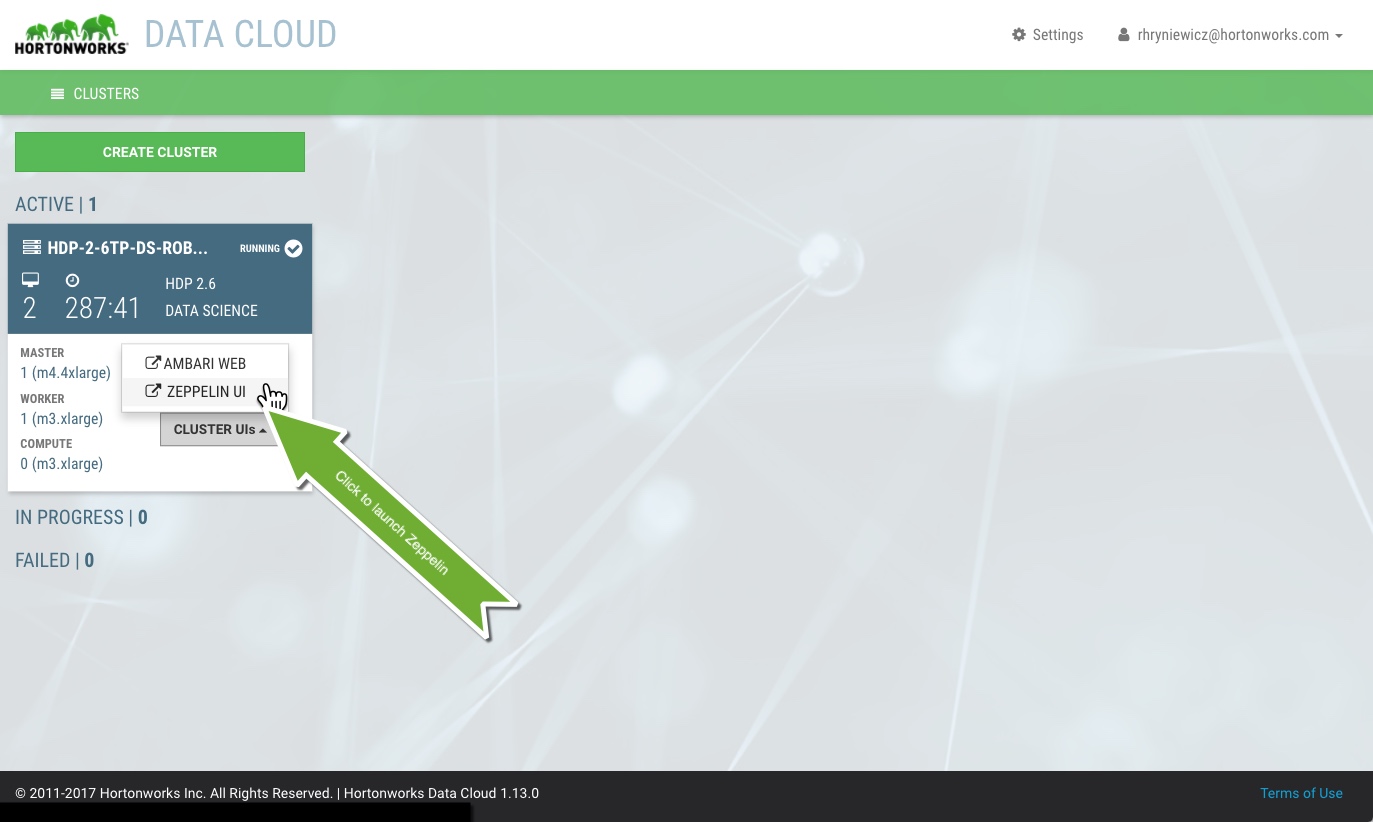 HORTONWORKS
DATA CLOUD
Settings
rhryniewicz@hortonworks.com
CLUSTERS
CREATE CLUSTER
ACTIVE | 1
HDP-2-6TP-DS-ROB...
RUNNING
2
287:41
HDP 2.6
DATA SCIENCE
MASTER
1 (m4.4xlarge)
WORKER
1 (m3.xlarge)
COMPUTE
0 (m3.xlarge)
AMBARI WEB
ZEPPELIN UI
CLUSTER UIs
Click to launch Zeppelin
IN PROGRESS | 0
FAILED | 0
© 2011-2017 Hortonworks Inc. All Rights Reserved. | Hortonworks Data Cloud 1.13.0
Terms of Use